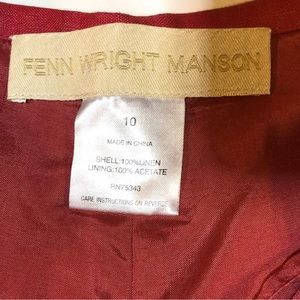 FENN WRIGHT MANSON
10
MADE IN CHINA
SHELL:100%LINEN
LINING:100% ACETATE
RN75343
CARE INSTRUCTIONS ON REVERSE